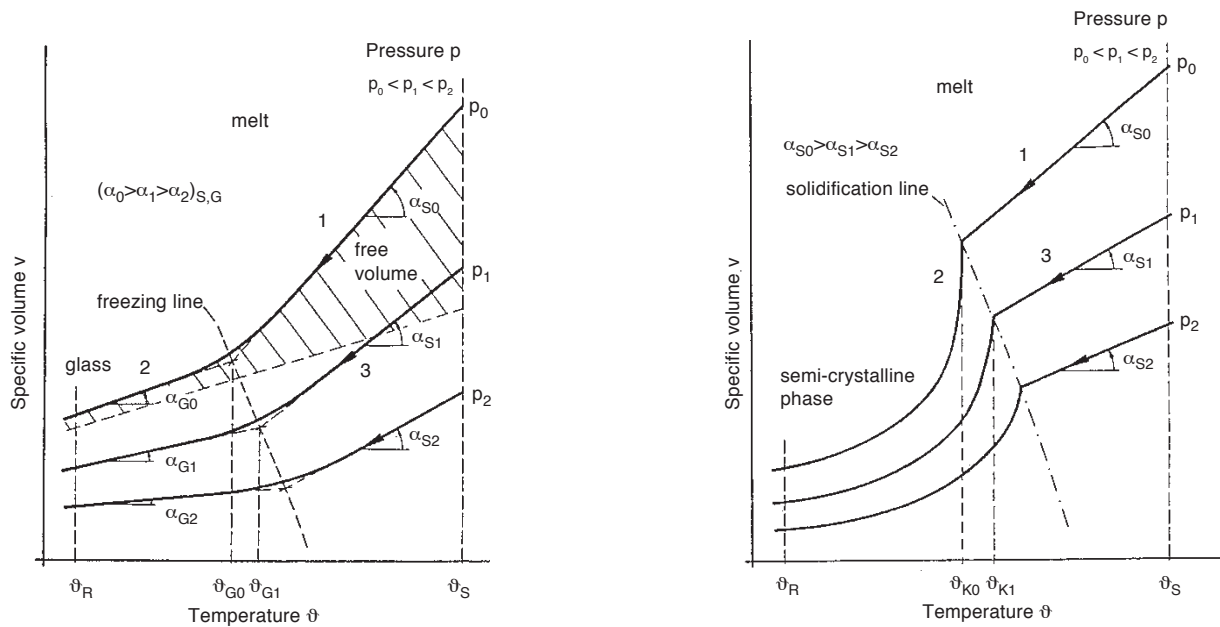 Pressure p
p₀ < p₁ < p₂
p₀
melt
(α₀>α₁>α₂)S,G
1
αS0
free
volume
p₁
freezing line
αS1
glass
2
3
p₂
αG0
αS2
αG1
αG2
Specific volume v
ϑR
ϑG0
ϑG1
ϑS
Temperature ϑ
Pressure p
p₀ < p₁ < p₂
p₀
melt
αS0
αS0>αS1>αS2
1
solidification line
p₁
3
αS1
2
p₂
αS2
semi-crystalline
phase
Specific volume v
ϑR
ϑK0
ϑK1
ϑS
Temperature ϑ